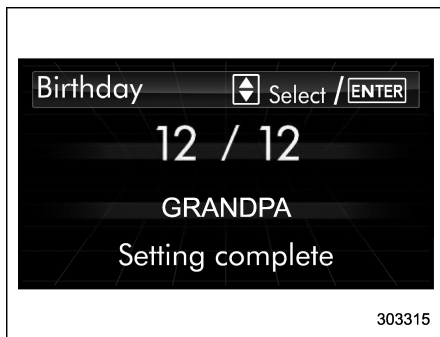 Birthday Select / ENTER
12 / 12
GRANDPA
Setting complete
303315